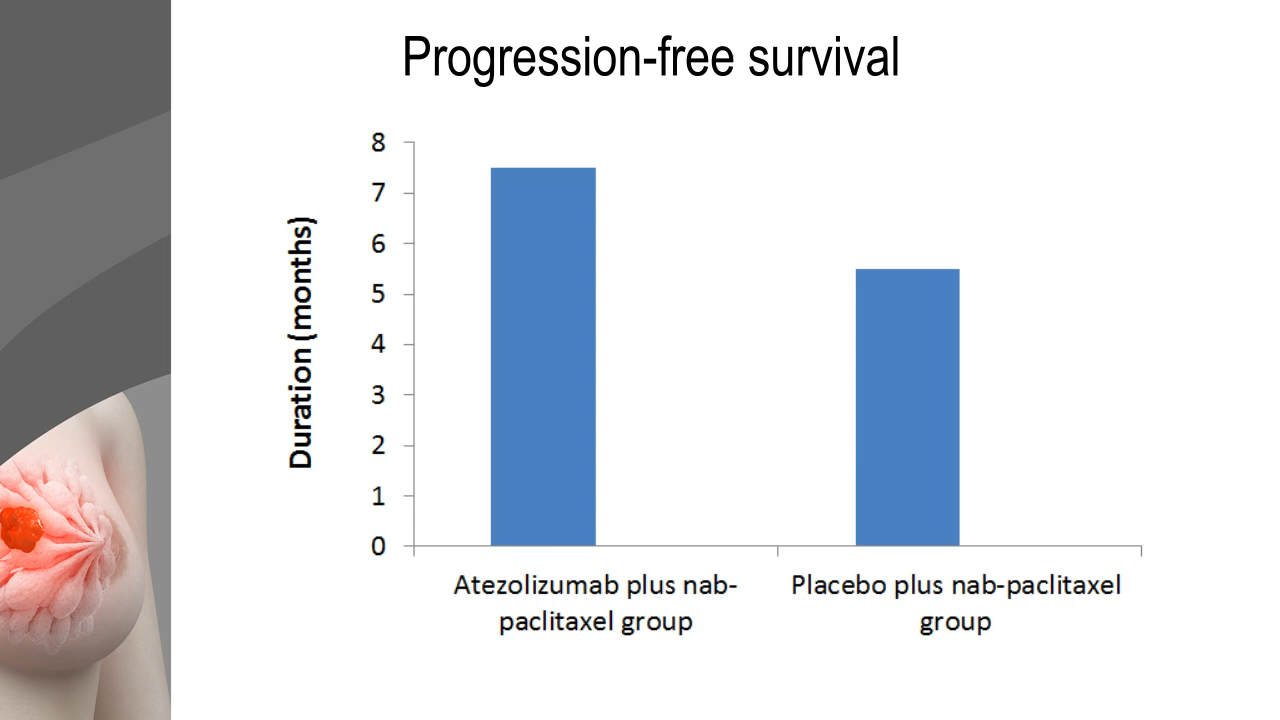 Progression-free survival
8
7
6
5
4
3
2
1
0
Duration (months)
Atezolizumab plus nab-
paclitaxel group
Placebo plus nab-paclitaxel
group